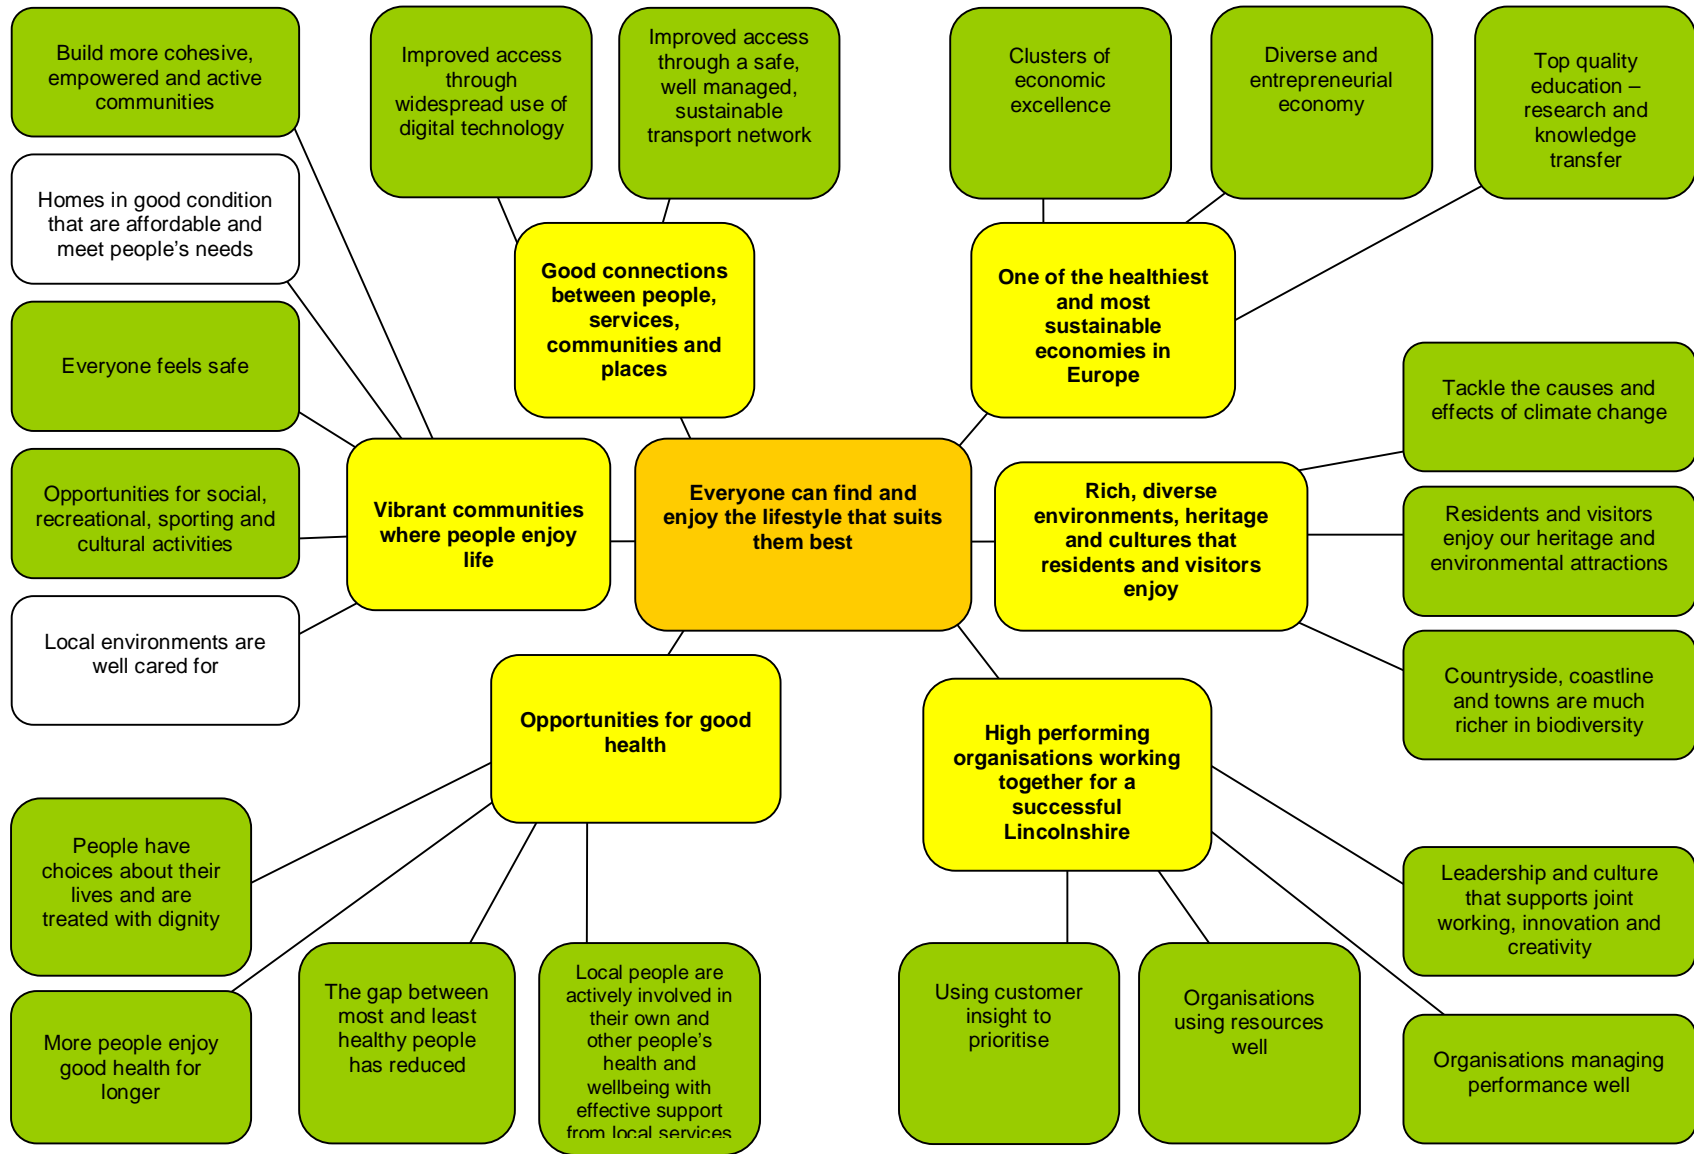 Build more cohesive,
empowered and active
communities
Improved access
through
widespread use of
digital technology
Improved access
through a safe,
well managed,
sustainable
transport network
Clusters of
economic
excellence
Diverse and
entrepreneurial
economy
Top quality
education –
research and
knowledge
transfer
Homes in good condition
that are affordable and
meet people's needs
Good connections
between people,
services,
communities and
places
One of the healthiest
and most
sustainable
economies in
Europe
Everyone feels safe
Tackle the causes and
effects of climate change
Opportunities for social,
recreational, sporting and
cultural activities
Vibrant communities
where people enjoy
life
Everyone can find and
enjoy the lifestyle that suits
them best
Rich, diverse
environments, heritage
and cultures that
residents and visitors
enjoy
Residents and visitors
enjoy our heritage and
environmental attractions
Local environments are
well cared for
Countryside, coastline
and towns are much
richer in biodiversity
Opportunities for good
health
High performing
organisations working
together for a
successful
Lincolnshire
People have
choices about their
lives and are
treated with dignity
Leadership and culture
that supports joint
working, innovation and
creativity
More people enjoy
good health for
longer
The gap between
most and least
healthy people
has reduced
Local people are
actively involved in
their own and
other people's
health and
wellbeing with
effective support
from local services
Using customer
insight to
prioritise
Organisations
using resources
well
Organisations managing
performance well